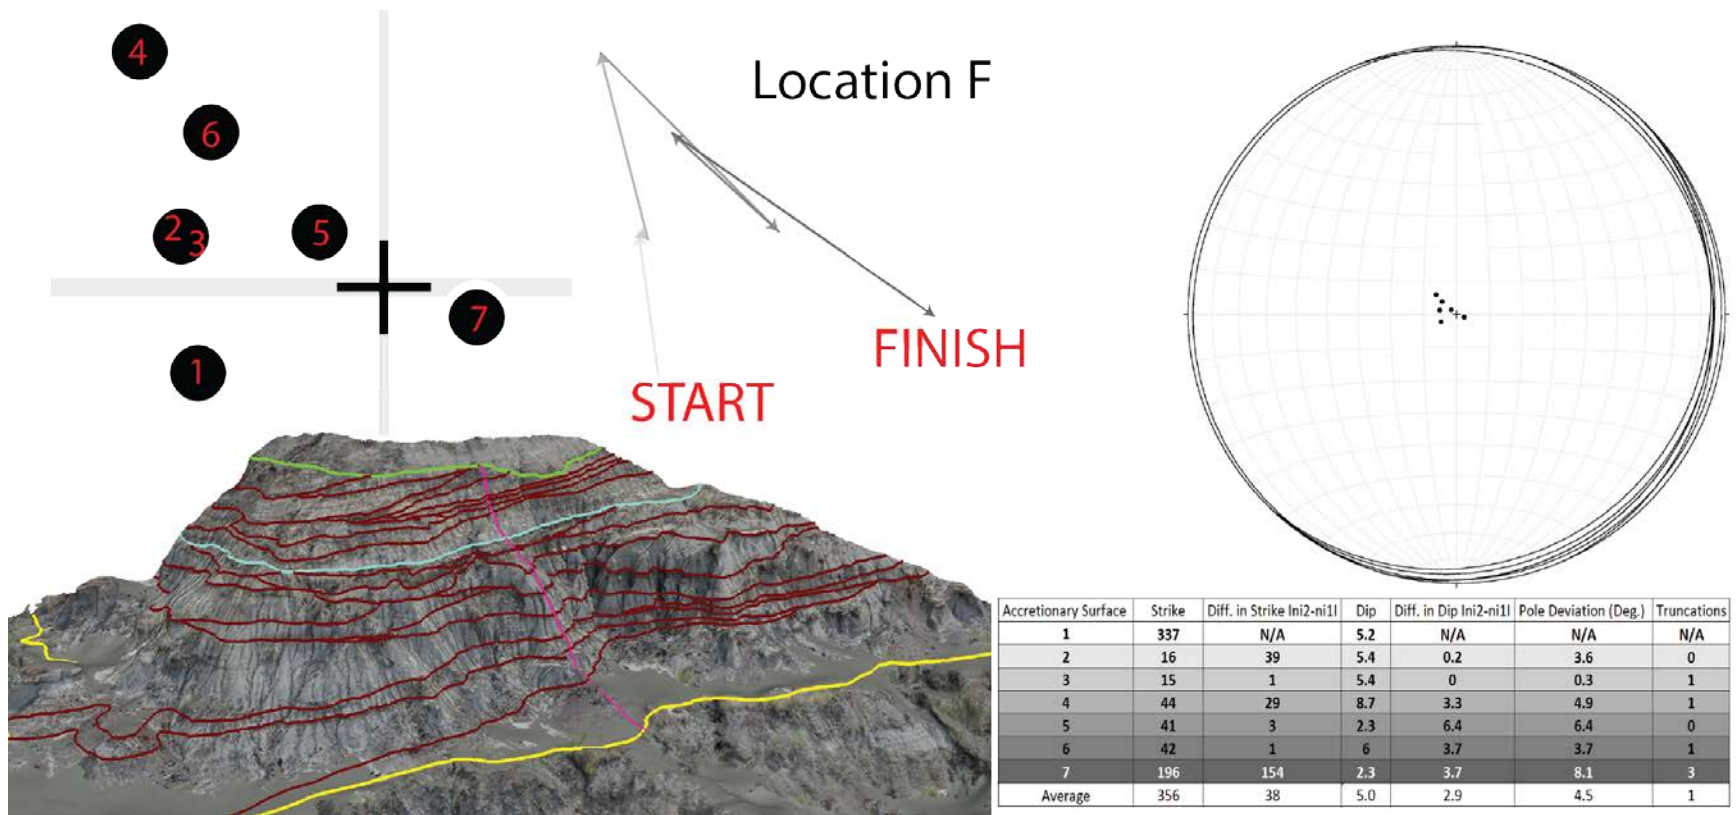 4
6
2
3
5
7
1
Location F
START
FINISH
Accretionary Surface Strike Diff. in Strike |ni2-ni1| Dip Diff. in Dip |ni2-ni1| Pole Deviation (Deg.) Truncations
1 337 N/A 5.2 N/A N/A N/A
2 16 39 5.4 0.2 3.6 0
3 15 1 5.4 0 0.3 1
4 44 29 8.7 3.3 4.9 1
5 41 3 2.3 6.4 6.4 0
6 42 1 6 3.7 3.7 1
7 196 154 2.3 3.7 8.1 3
Average 356 38 5.0 2.9 4.5 1